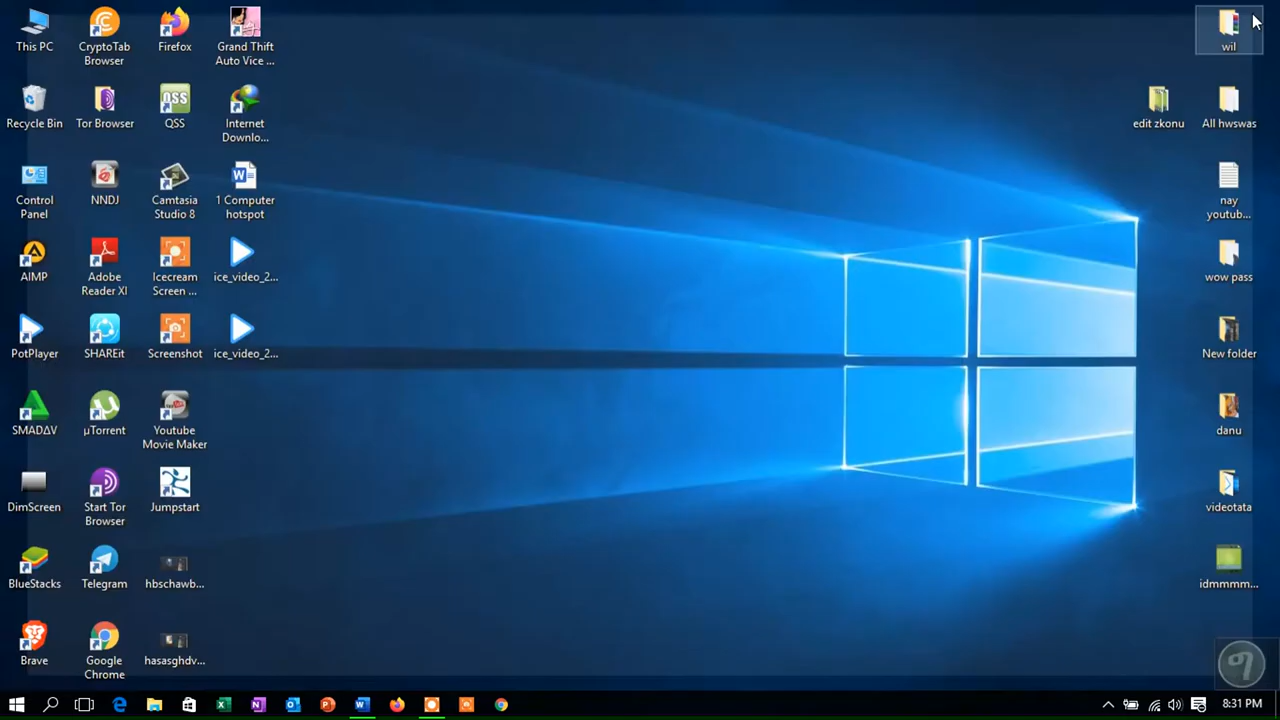 This PC
CryptoTab
Browser
Firefox
Grand Thift
Auto Vice ...
Recycle Bin
Tor Browser
QSS
QSS
Internet
Downlo...
Control
Panel
NNDJ
Camtasia
Studio 8
1 Computer
hotspot
AIMP
Adobe
Reader XI
Icecream
Screen ...
ice_video_2...
PotPlayer
SHAREit
Screenshot
ice_video_2...
SMADΔV
µTorrent
Youtube
Movie Maker
DimScreen
Start Tor
Browser
Jumpstart
BlueStacks
Telegram
hbschawb...
Brave
Google
Chrome
hasasghdv...
wil
edit zkonu
All hwswas
nay
youtub...
wow pass
New folder
danu
videotata
idmmmm...
8:31 PM